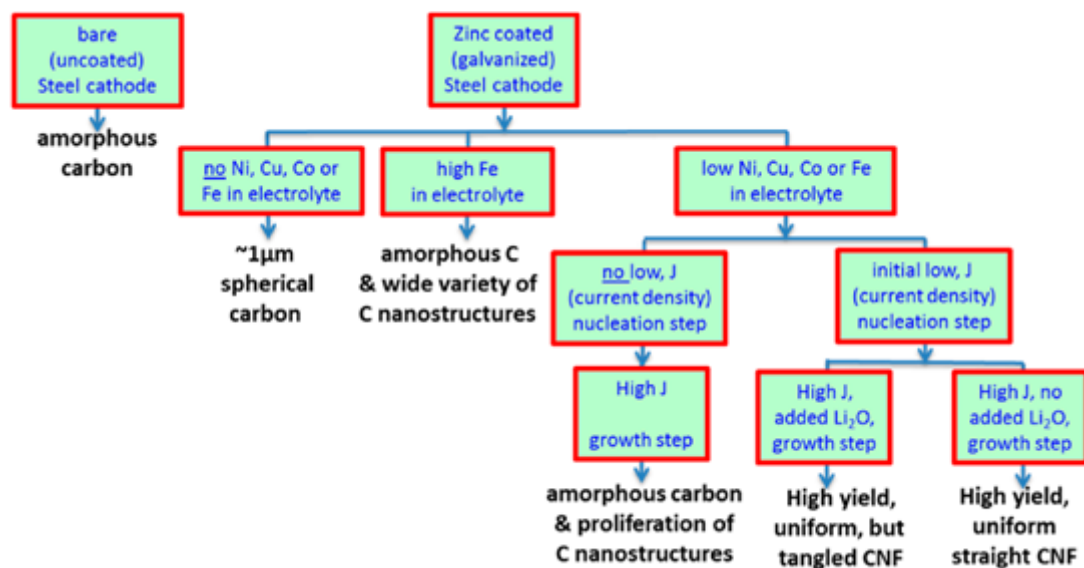 bare
(uncoated)
Steel cathode
amorphous
carbon
Zinc coated
(galvanized)
Steel cathode
no Ni, Cu, Co or
Fe in electrolyte
~1µm
spherical
carbon
high Fe
in electrolyte
amorphous C
& wide variety of
C nanostructures
low Ni, Cu, Co or Fe
in electrolyte
no low, J
(current density)
nucleation step
High J
growth step
amorphous carbon
& proliferation of
C nanostructures
initial low, J
(current density)
nucleation step
High J,
added Li₂O,
growth step
High yield,
uniform, but
tangled CNF
High J, no
added Li₂O,
growth step
High yield,
uniform
straight CNF